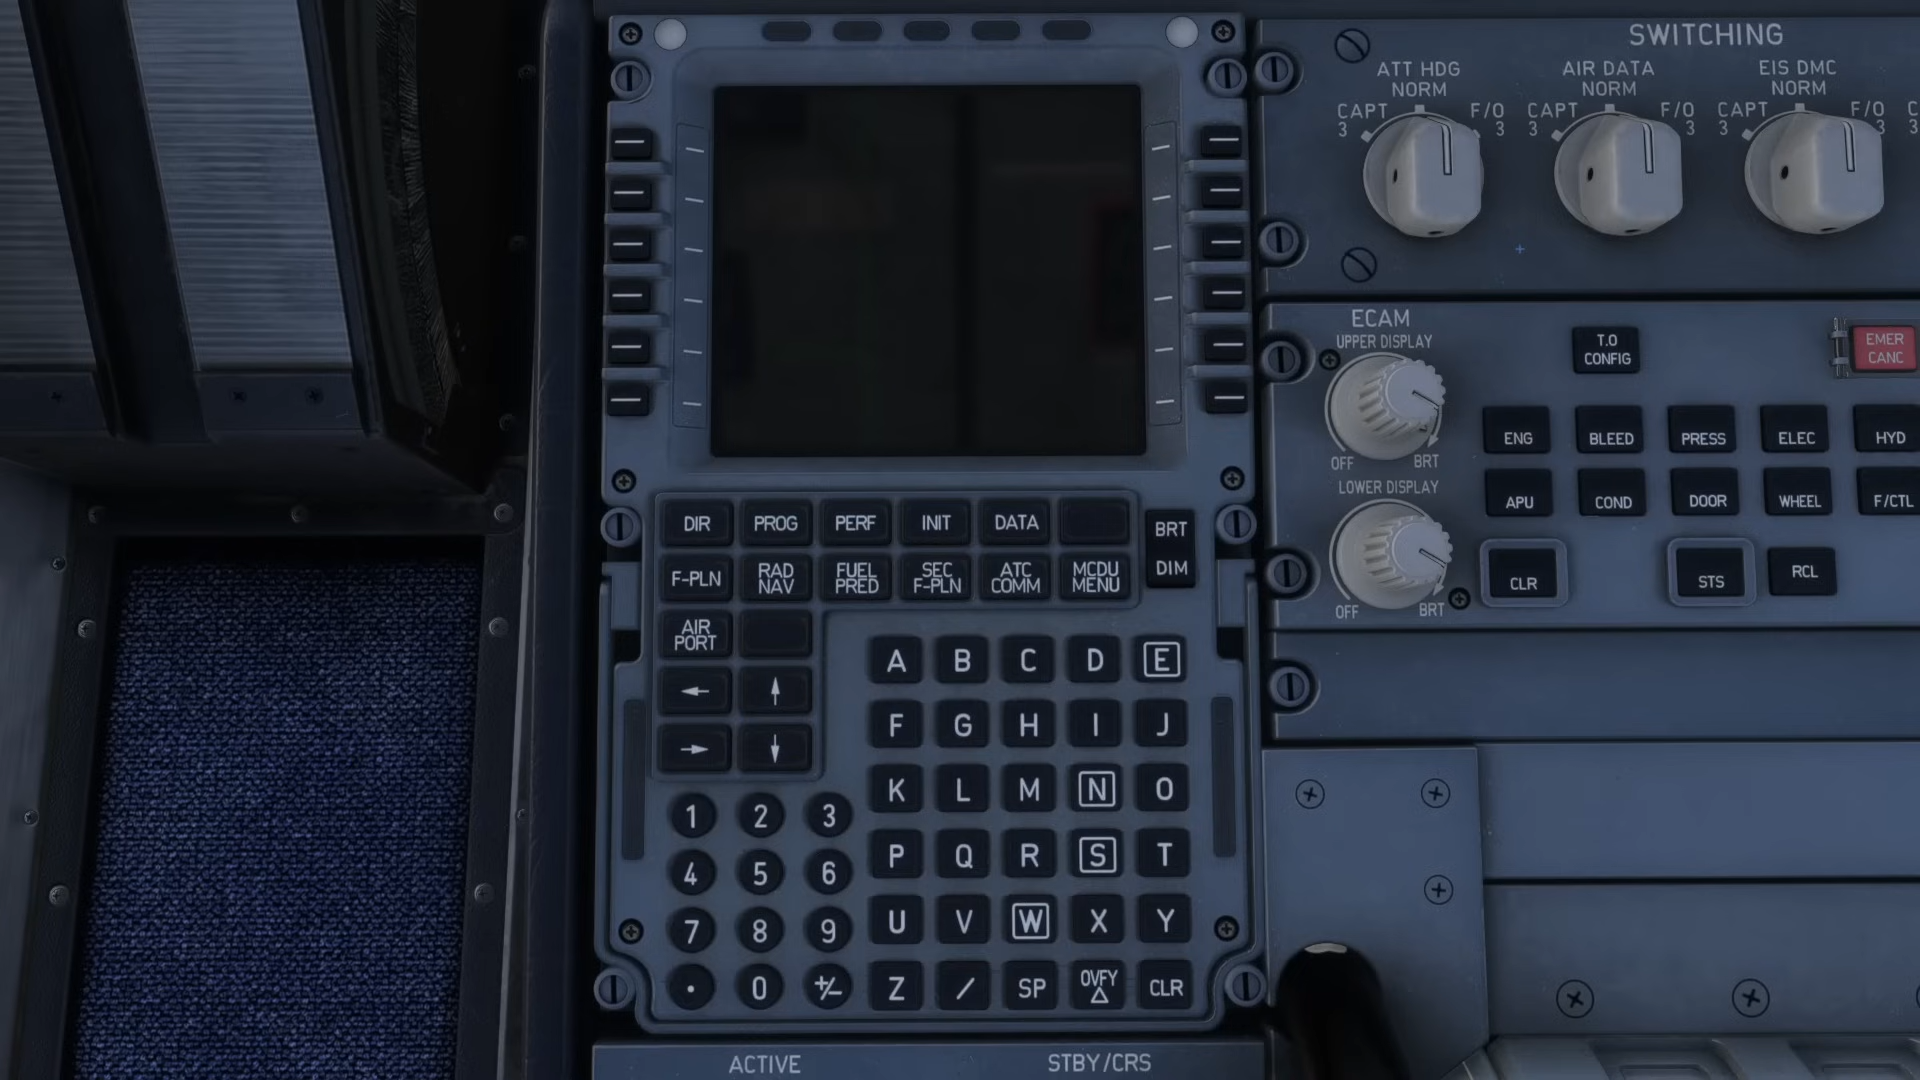 SWITCHING
ATT HDG
NORM
CAPT
3
F/O
3
AIR DATA
NORM
CAPT
3
F/O
3
EIS DMC
NORM
CAPT
3
F/O
3
C
3
ECAM
UPPER DISPLAY
OFF
BRT
LOWER DISPLAY
OFF
BRT
T.O
CONFIG
EMER
CANC
ENG BLEED PRESS ELEC HYD
APU COND DOOR WHEEL F/CTL
CLR STS RCL
DIR PROG PERF INIT DATA
BRT
DIM
F-PLN
RAD
NAV
FUEL
PRED
SEC
F-PLN
ATC
COMM
MCDU
MENU
AIR
PORT
← ↑
→ ↓
A B C D E
F G H I J
K L M N O
P Q R S T
U V W X Y
Z / SP
OVFY
△
CLR
1 2 3
4 5 6
7 8 9
. 0 +/-
ACTIVE STBY/CRS